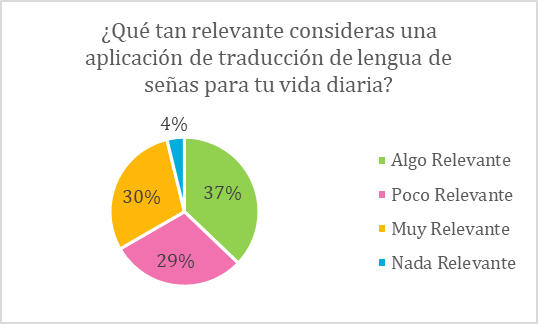 ¿Qué tan relevante consideras una
aplicación de traducción de lengua de
señas para tu vida diaria?
4%
37%
30%
29%
Algo Relevante
Poco Relevante
Muy Relevante
Nada Relevante